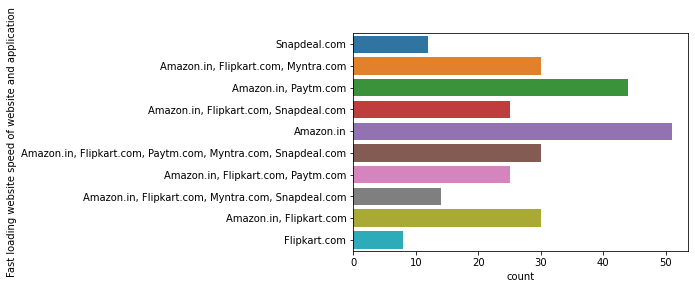 Fast loading website speed of website and application
Snapdeal.com
Amazon.in, Flipkart.com, Myntra.com
Amazon.in, Paytm.com
Amazon.in, Flipkart.com, Snapdeal.com
Amazon.in
Amazon.in, Flipkart.com, Paytm.com, Myntra.com, Snapdeal.com
Amazon.in, Flipkart.com, Paytm.com
Amazon.in, Flipkart.com, Myntra.com, Snapdeal.com
Amazon.in, Flipkart.com
Flipkart.com
0 10 20 30 40 50
count